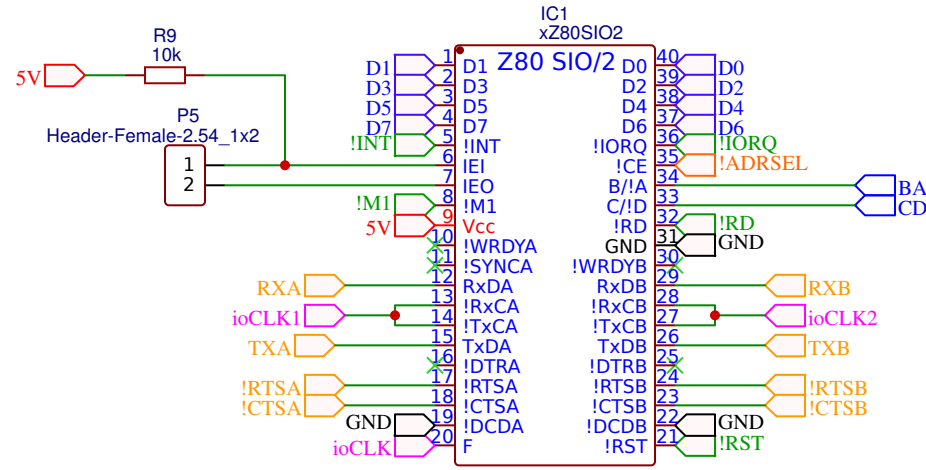 IC1
xZ80SIO2
R9
10k
5V
P5
Header-Female-2.54_1x2
1
2
Z80 SIO/2
D1 1 D1 D0 40 D0
D3 2 D3 D2 39 D2
D5 3 D5 D4 38 D4
D7 4 D7 D6 37 D6
!INT 5 !INT !IORQ 36 !IORQ
6 IEI !CE 35 !ADRSEL
7 IEO B/!A 34 BA
!M1 8 !M1 C/!D 33 CD
5V 9 Vcc !RD 32 !RD
10 !WRDYA GND 31 GND
11 !SYNCA !WRDYB 30
RXA 12 RxDA RxDB 29 RXB
13 !RxCA !RxCB 28
ioCLK1 14 !TxCA !TxCB 27 ioCLK2
TXA 15 TxDA TxDB 26 TXB
16 !DTRA !DTRB 25
!RTSA 17 !RTSA !RTSB 24 !RTSB
!CTSA 18 !CTSA !CTSB 23 !CTSB
GND 19 !DCDA !DCDB 22 GND
ioCLK 20 F !RST 21 !RST